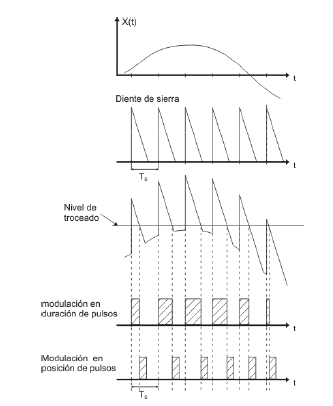 X(t)
t
Diente de sierra
t
Ts
Nivel de
troceado
t
modulación en
duración de pulsos
t
Modulación en
posición de pulsos
t
Ts